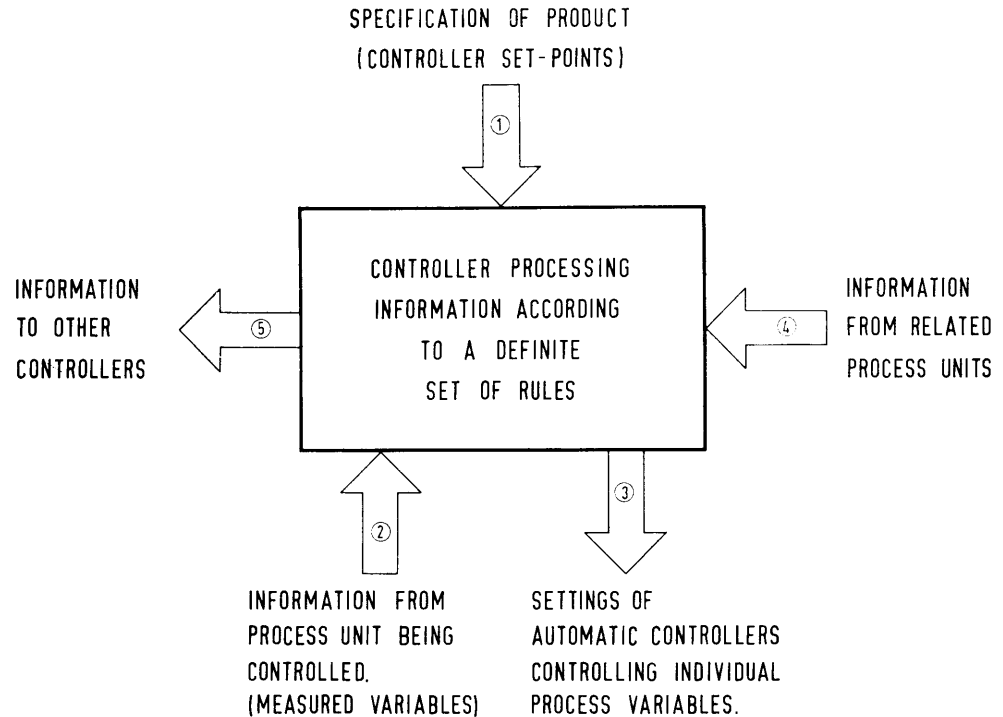 SPECIFICATION OF PRODUCT
(CONTROLLER SET-POINTS)
①
CONTROLLER PROCESSING
INFORMATION ACCORDING
TO A DEFINITE
SET OF RULES
INFORMATION
TO OTHER
CONTROLLERS
⑤
④
INFORMATION
FROM RELATED
PROCESS UNITS
②
③
INFORMATION FROM
PROCESS UNIT BEING
CONTROLLED.
(MEASURED VARIABLES)
SETTINGS OF
AUTOMATIC CONTROLLERS
CONTROLLING INDIVIDUAL
PROCESS VARIABLES.